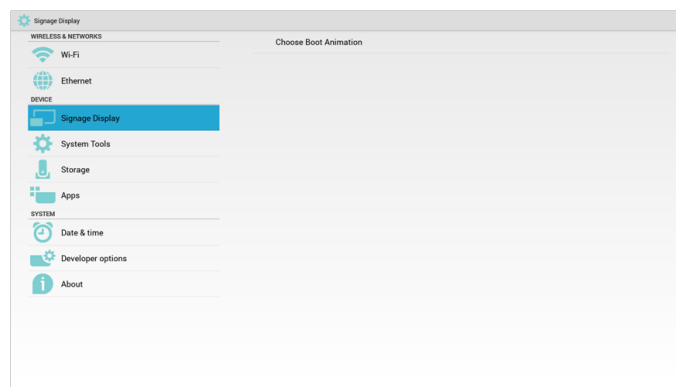 Signage Display
WIRELESS & NETWORKS
Wi-Fi
Ethernet
DEVICE
Signage Display
System Tools
Storage
Apps
SYSTEM
Date & time
Developer options
About
Choose Boot Animation